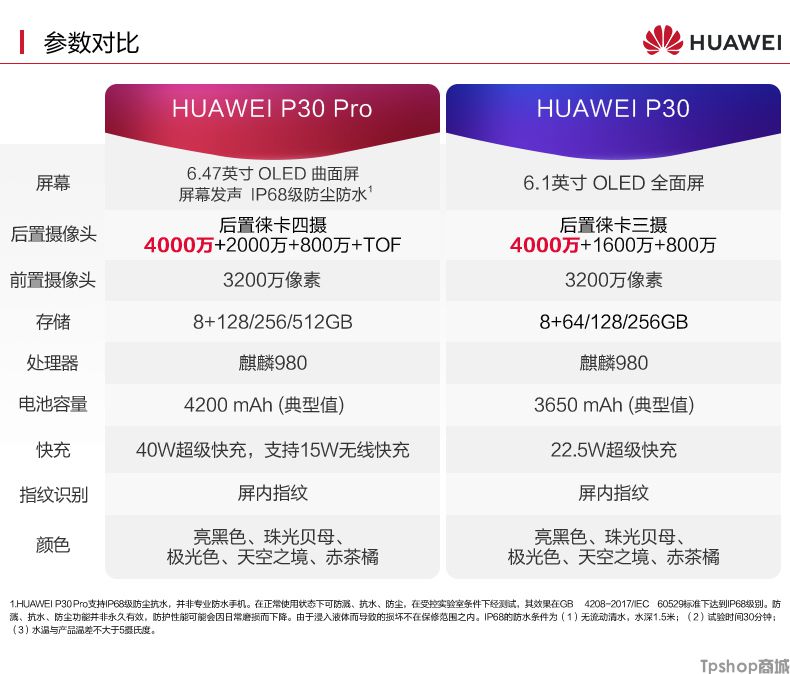 参数对比
HUAWEI
HUAWEI P30 Pro
HUAWEI P30
屏幕
6.47英寸 OLED 曲面屏
屏幕发声 IP68级防尘防水1
6.1英寸 OLED 全面屏
后置摄像头
后置徕卡四摄
4000万+2000万+800万+TOF
后置徕卡三摄
4000万+1600万+800万
前置摄像头
3200万像素
3200万像素
存储
8+128/256/512GB
8+64/128/256GB
处理器
麒麟980
麒麟980
电池容量
4200 mAh (典型值)
3650 mAh (典型值)
快充
40W超级快充，支持15W无线快充
22.5W超级快充
指纹识别
屏内指纹
屏内指纹
颜色
亮黑色、珠光贝母、
极光色、天空之境、赤茶橘
亮黑色、珠光贝母、
极光色、天空之境、赤茶橘
1.HUAWEI P30 Pro支持IP68级防尘抗水，并非专业防水手机。在正常使用状态下可防溅、抗水、防尘，在受控实验室条件下经测试，其效果在GB 4208-2017/IEC 60529标准下达到IP68级别。防
溅、抗水、防尘功能并非永久有效，防护性能可能会因日常磨损而下降。由于浸入液体而导致的损坏不在保修范围之内。IP68的防水条件为（1）无流动清水，水深1.5米；（2）试验时间30分钟；
（3）水温与产品温差不大于5摄氏度。
Tpshop商城